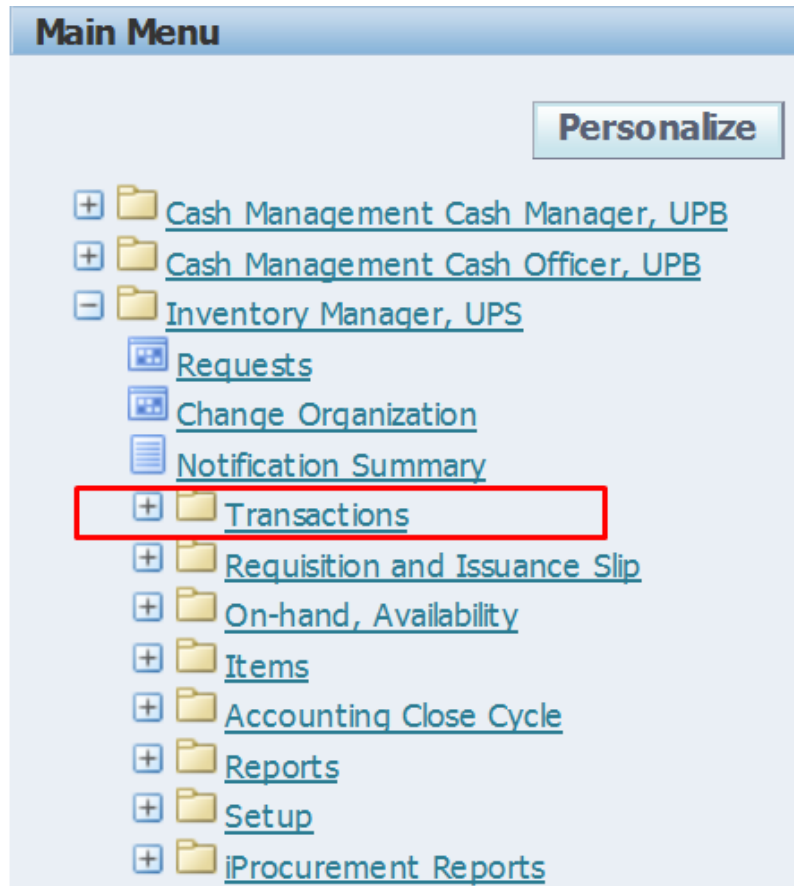 Main Menu
Personalize
Cash Management Cash Manager, UPB
Cash Management Cash Officer, UPB
Inventory Manager, UPS
Requests
Change Organization
Notification Summary
Transactions
Requisition and Issuance Slip
On-hand, Availability
Items
Accounting Close Cycle
Reports
Setup
iProcurement Reports